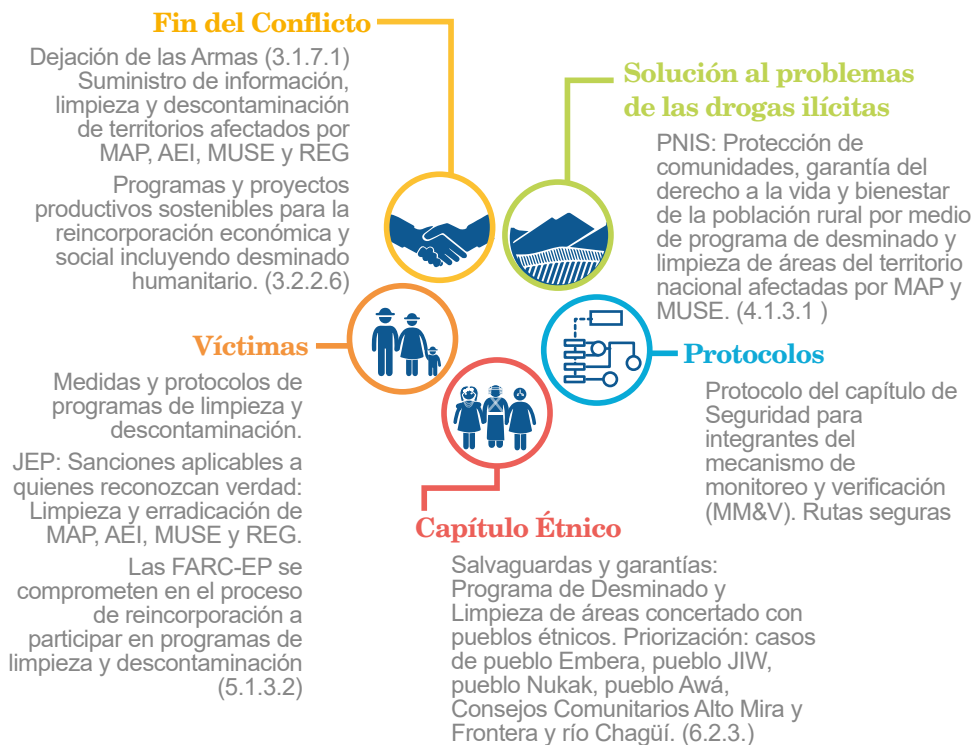 Fin del Conflicto
Dejación de las Armas (3.1.7.1)
Suministro de información,
limpieza y descontaminación
de territorios afectados por
MAP, AEI, MUSE y REG
Programas y proyectos
productivos sostenibles para la
reincorporación económica y
social incluyendo desminado
humanitario. (3.2.2.6)
Solución al problemas
de las drogas ilícitas
PNIS: Protección de
comunidades, garantía del
derecho a la vida y bienestar
de la población rural por medio
de programa de desminado y
limpieza de áreas del territorio
nacional afectadas por MAP y
MUSE. (4.1.3.1 )
Víctimas
Medidas y protocolos de
programas de limpieza y
descontaminación.
JEP: Sanciones aplicables a
quienes reconozcan verdad:
Limpieza y erradicación de
MAP, AEI, MUSE y REG.
Las FARC-EP se
comprometen en el proceso
de reincorporación a
participar en programas de
limpieza y descontaminación
(5.1.3.2)
Protocolos
Protocolo del capítulo de
Seguridad para
integrantes del
mecanismo de
monitoreo y verificación
(MM&V). Rutas seguras
Capítulo Étnico
Salvaguardas y garantías:
Programa de Desminado y
Limpieza de áreas concertado con
pueblos étnicos. Priorización: casos
de pueblo Embera, pueblo JIW,
pueblo Nukak, pueblo Awá,
Consejos Comunitarios Alto Mira y
Frontera y río Chagüí. (6.2.3.)